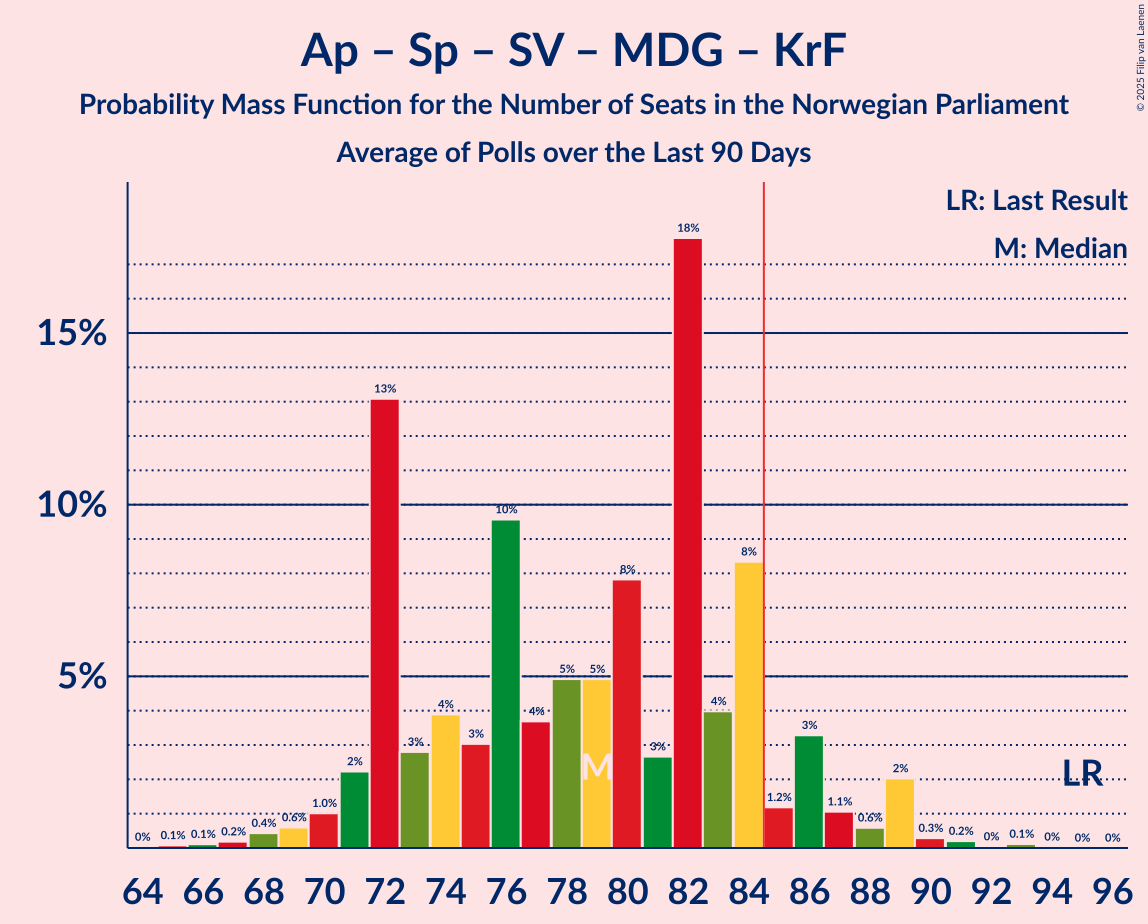 © 2025 Filip van Laenen
Ap – Sp – SV – MDG – KrF
Probability Mass Function for the Number of Seats in the Norwegian Parliament
Average of Polls over the Last 90 Days
LR: Last Result
M: Median
15%
10%
5%
0% 0.1% 0.1% 0.2% 0.4% 0.6% 1.0% 2% 13% 3% 4% 3% 10% 4% 5% 5% 8% 3% 18% 4% 8% 1.2% 3% 1.1% 0.6% 2% 0.3% 0.2% 0% 0.1% 0% 0% 0%
M
LR
64 66 68 70 72 74 76 78 80 82 84 86 88 90 92 94 96